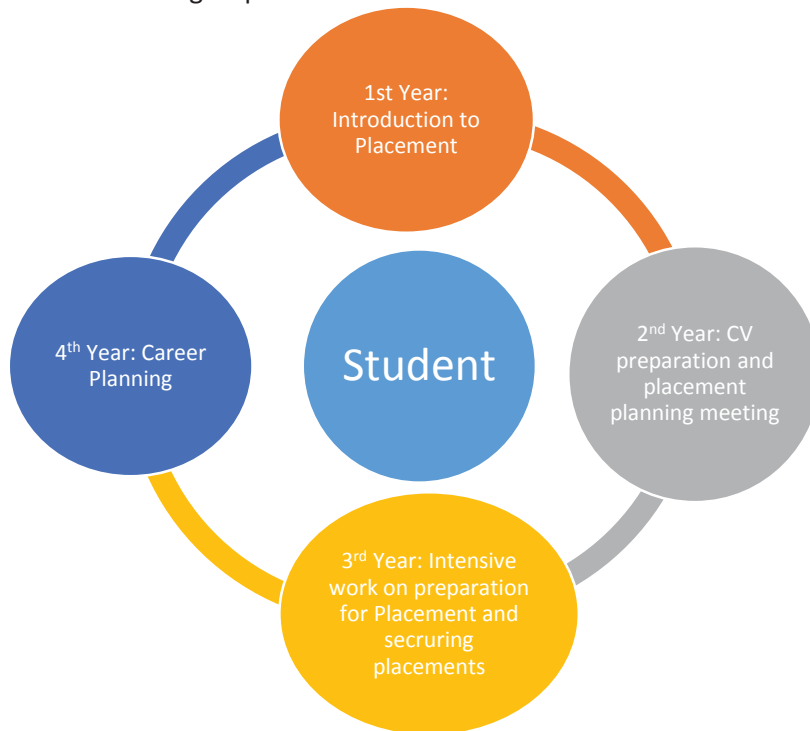 1st Year:
Introduction to
Placement
2nd Year: CV
preparation and
placement
planning meeting
Student
4th Year: Career
Planning
3rd Year: Intensive
work on preparation
for Placement and
secruring
placements